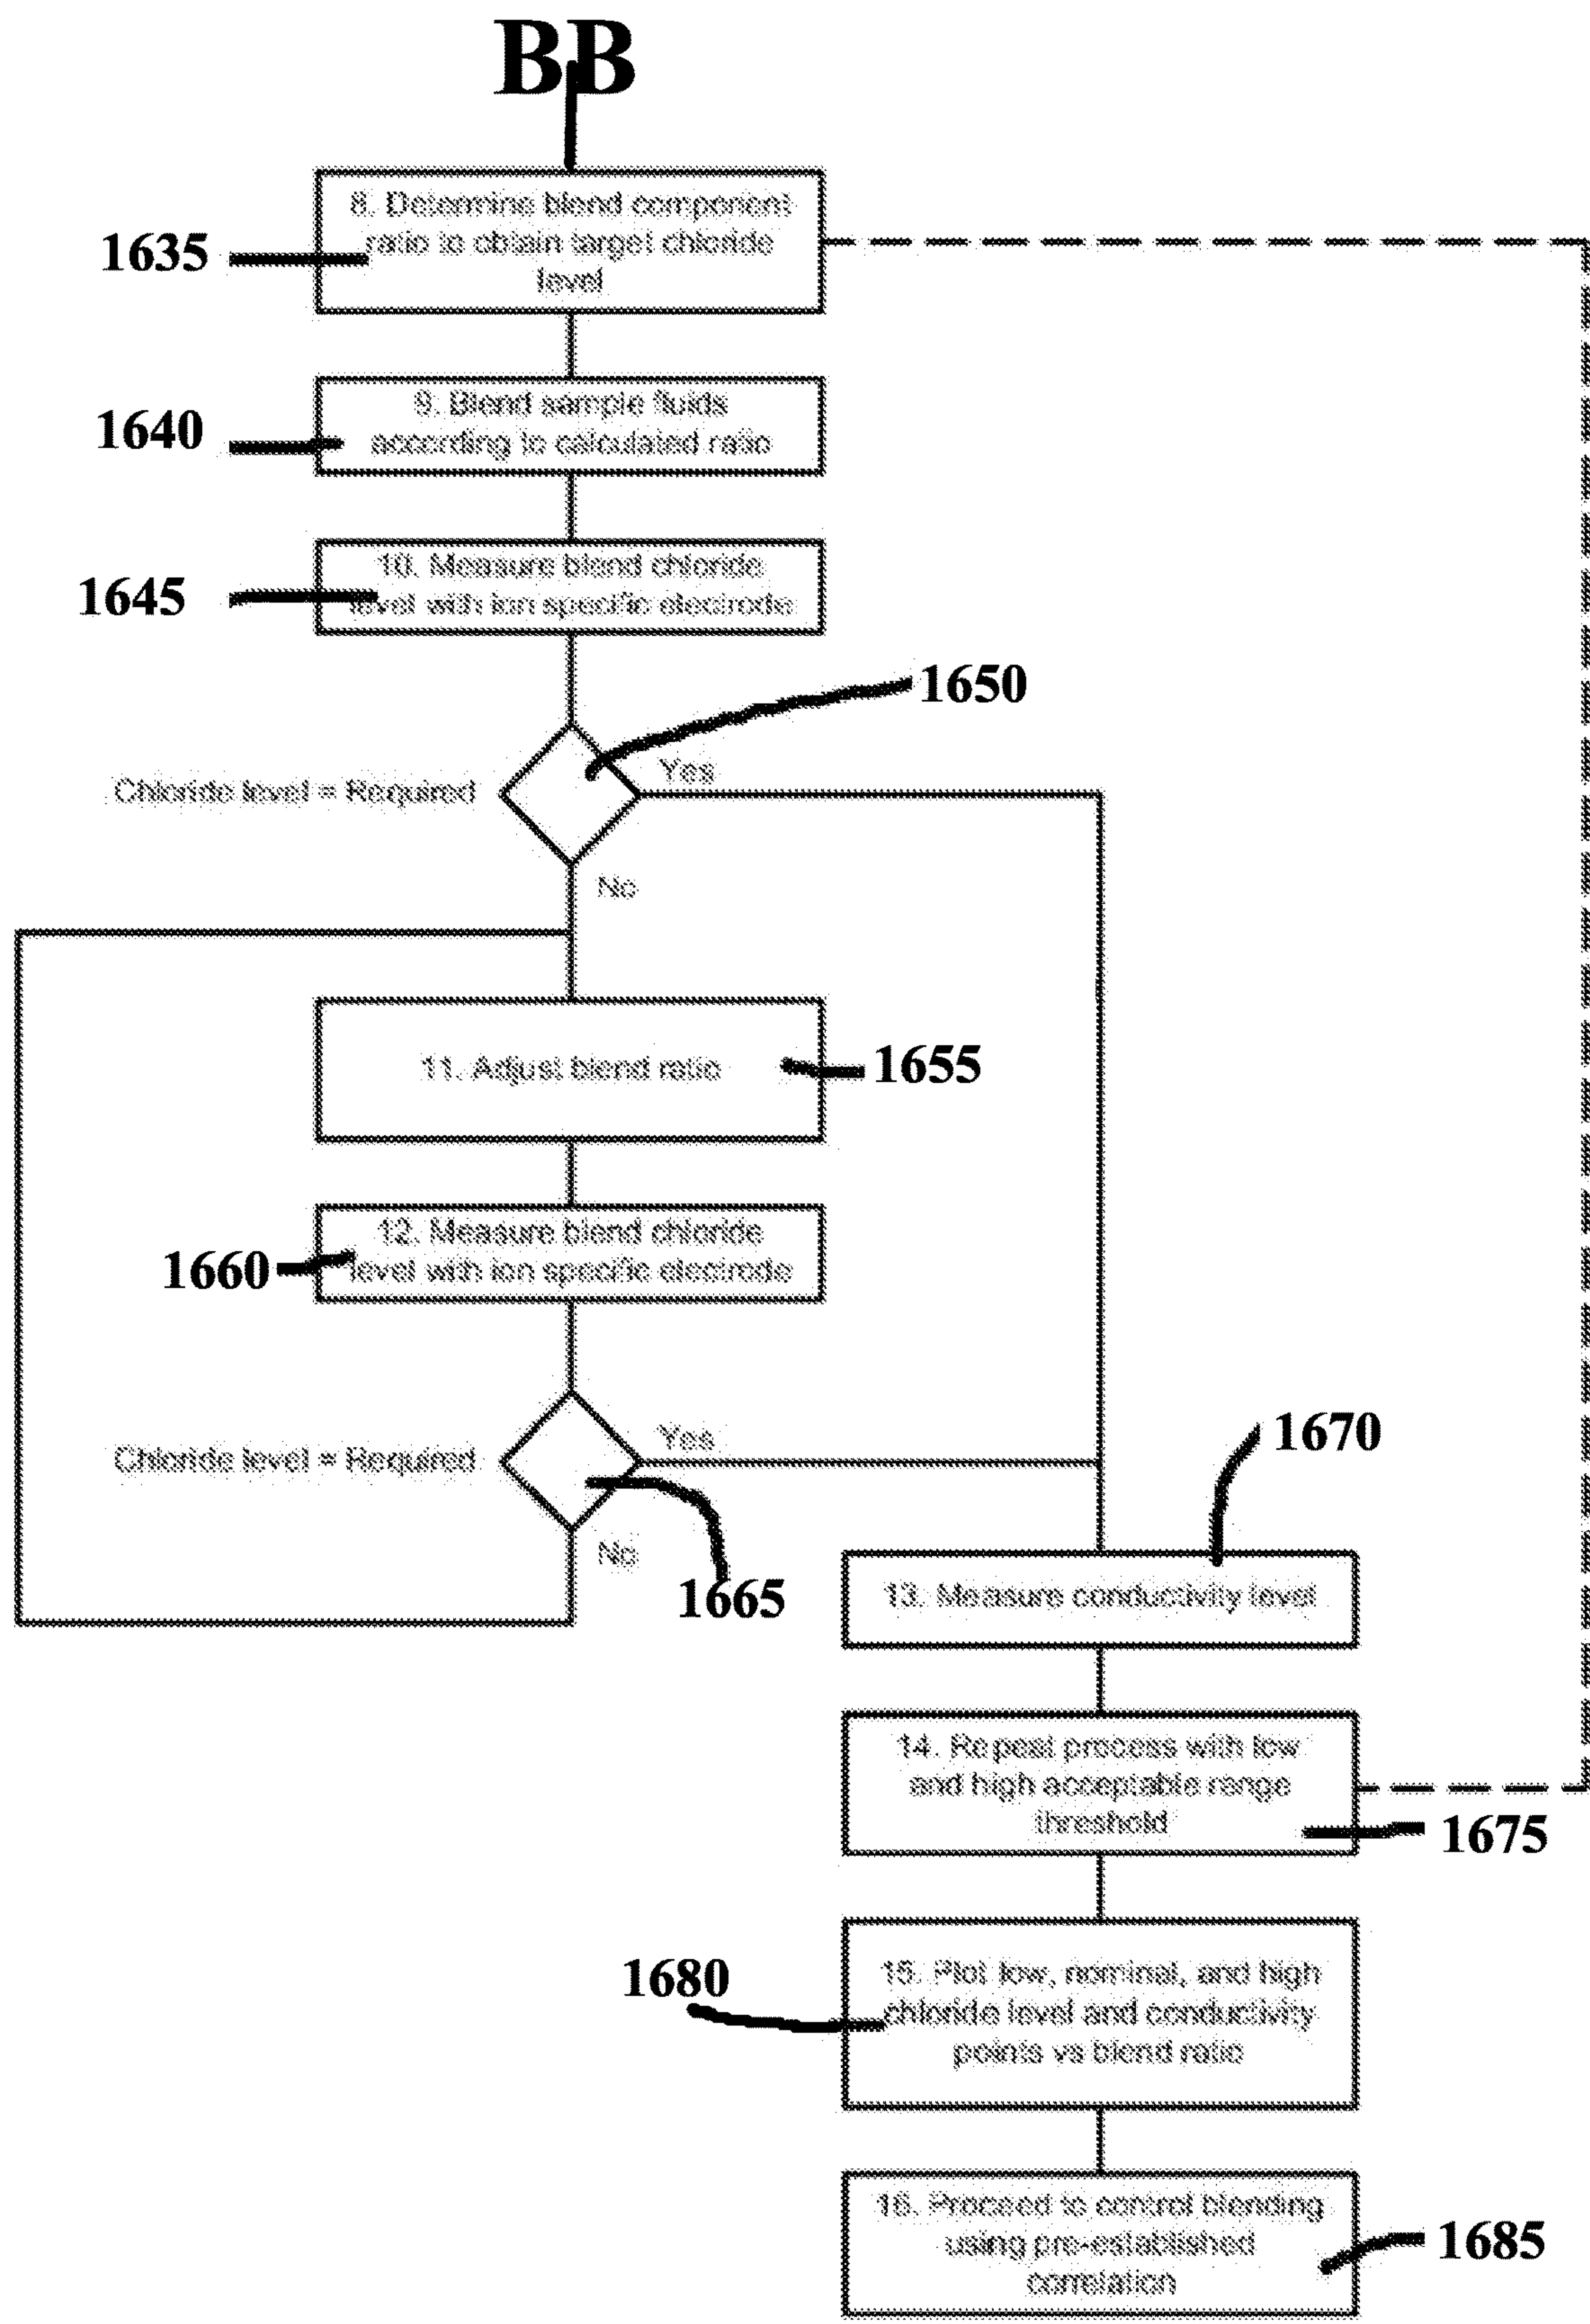 BB
8. Determine blend component
ratio to obtain target chloride
level
1635
9. Blend sample fluids
according to calculated ratio
1640
10. Measure blend chloride
level with ion specific electrode
1645
1650
Chloride level = Required
Yes
No
11. Adjust blend ratio
1655
12. Measure blend chloride
level with ion specific electrode
1660
Chloride level = Required
Yes
No
1665
1670
13. Measure conductivity level
14. Repeat process with low
and high acceptable range
threshold
1675
15. Plot low, nominal, and high
chloride level and conductivity
points vs blend ratio
1680
16. Proceed to control blending
using pre-established
correlation
1685